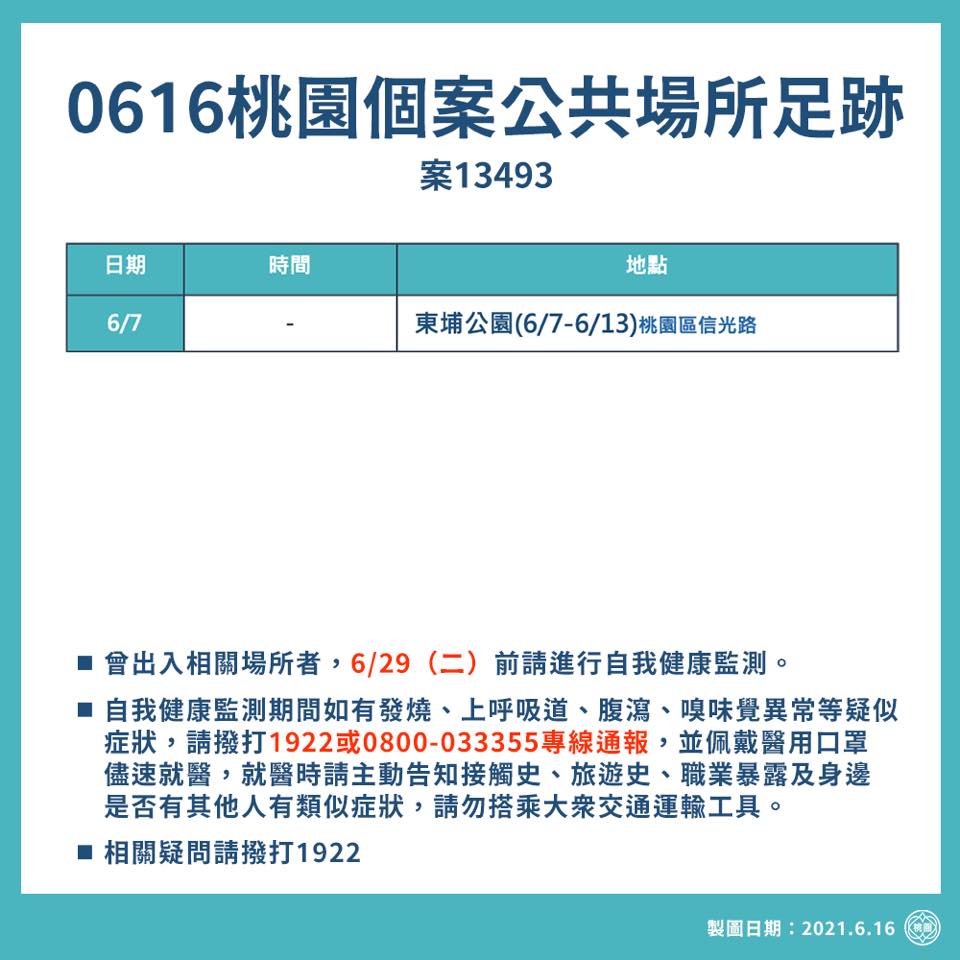 0616桃園個案公共場所足跡
案13493
日期 時間 地點
6/7 - 東埔公園(6/7-6/13)桃園區信光路
■ 曾出入相關場所者，6/29（二）前請進行自我健康監測。
■ 自我健康監測期間如有發燒、上呼吸道、腹瀉、嗅味覺異常等疑似
症狀，請撥打1922或0800-033355專線通報，並佩戴醫用口罩
儘速就醫，就醫時請主動告知接觸史、旅遊史、職業暴露及身邊
是否有其他人有類似症狀，請勿搭乘大眾交通運輸工具。
■ 相關疑問請撥打1922
製圖日期：2021.6.16 桃園